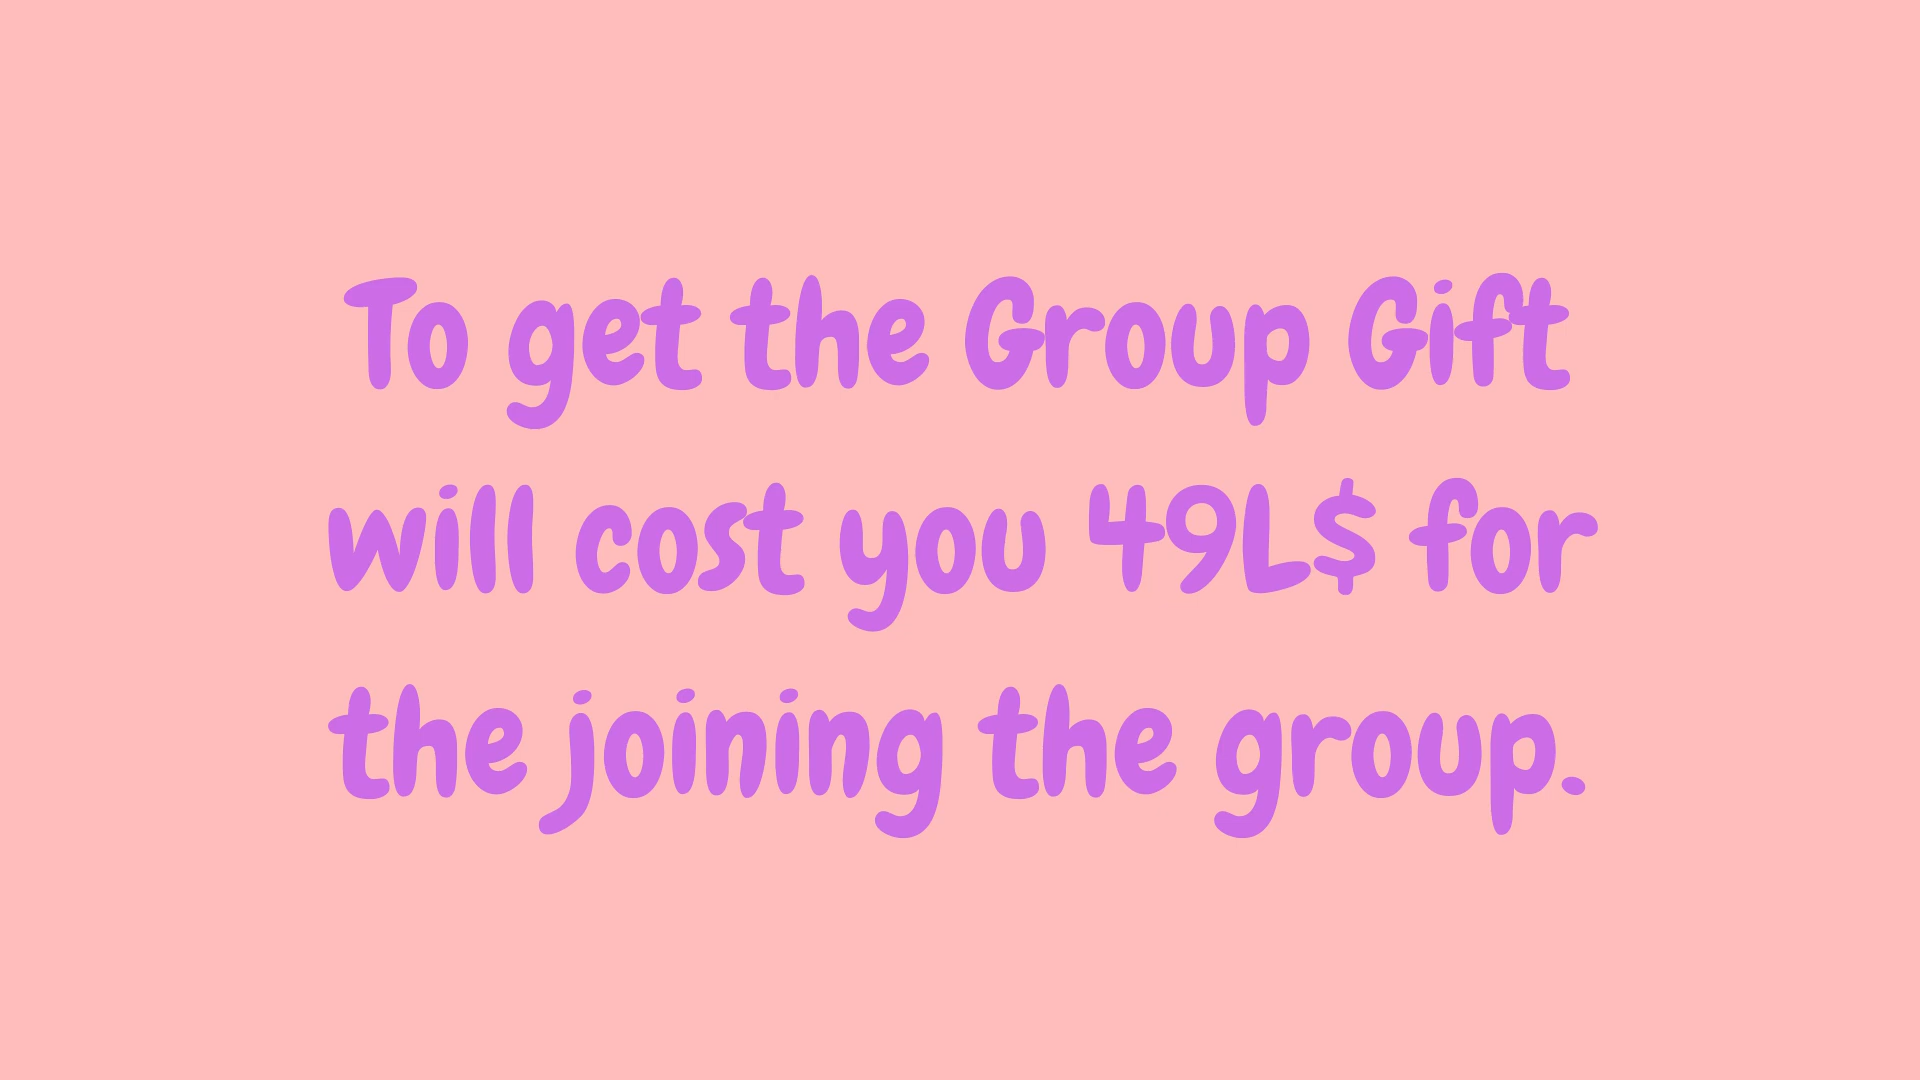 To get the Group Gift
will cost you 49L$ for
the joining the group.